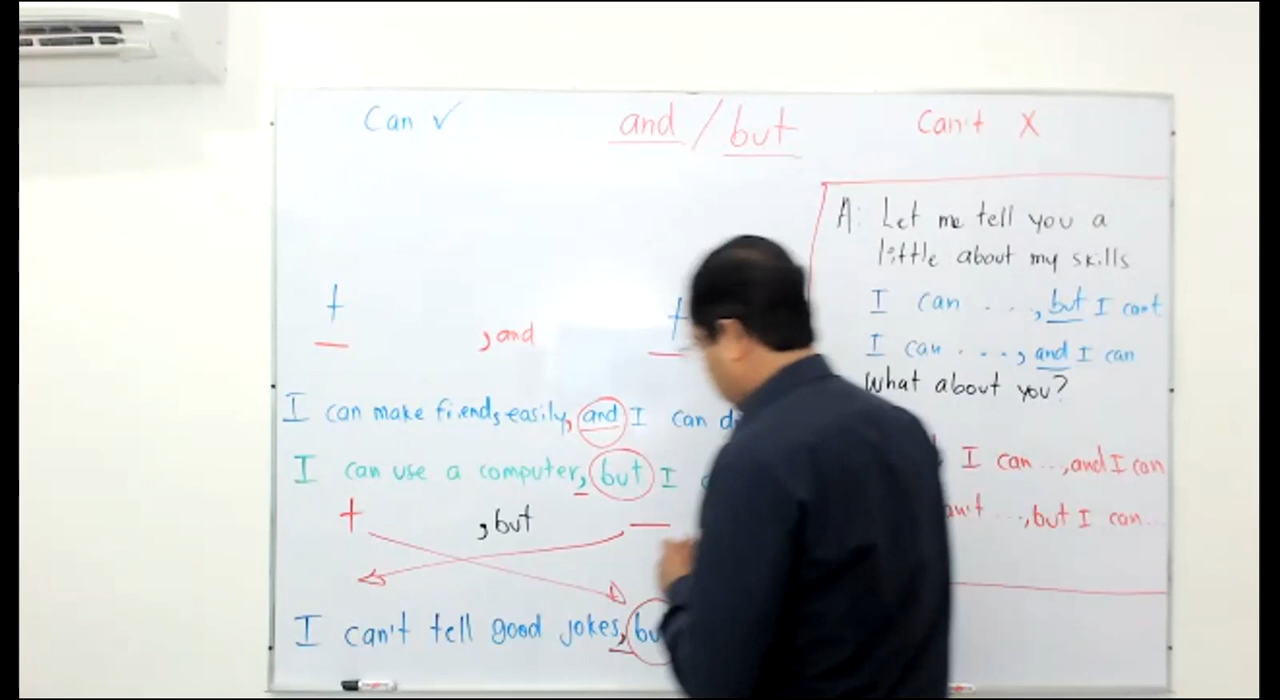 Can ✓
and / but
Can't X
+ , and +
I can make friends easily, and I can
I can use a computer, but I
+ , but —
I can't tell good jokes,
A: Let me tell you a
little about my skills
I can . . . , but I can't
I can . . . , and I can
What about you?
I can ..., and I can
..., but I can...